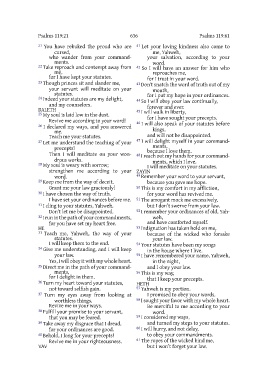 Psalms 119:21
636
Psalms 119:61
21 You have rebuked the proud who are
cursed,
who wander from your command-
ments.
22 Take reproach and contempt away from
me,
for I have kept your statutes.
23 Though princes sit and slander me,
your servant will meditate on your
statutes.
24 Indeed your statutes are my delight,
and my counselors.
DALETH
25 My soul is laid low in the dust.
Revive me according to your word!
26 I declared my ways, and you answered
me.
Teach me your statutes.
27 Let me understand the teaching of your
precepts!
Then I will meditate on your won-
drous works.
28 My soul is weary with sorrow;
strengthen me according to your
word.
29 Keep me from the way of deceit.
Grant me your law graciously!
30 I have chosen the way of truth.
I have set your ordinances before me.
31 I cling to your statutes, Yahweh.
Don't let me be disappointed.
32 I run in the path of your commandments,
for you have set my heart free.
HE
33 Teach me, Yahweh, the way of your
statutes.
I will keep them to the end.
34 Give me understanding, and I will keep
your law.
Yes, I will obey it with my whole heart.
35 Direct me in the path of your command-
ments,
for I delight in them.
36 Turn my heart toward your statutes,
not toward selfish gain.
37 Turn my eyes away from looking at
worthless things.
Revive me in your ways.
38 Fulfill your promise to your servant,
that you may be feared.
39 Take away my disgrace that I dread,
for your ordinances are good.
40 Behold, I long for your precepts!
Revive me in your righteousness.
VAV
41 Let your loving kindness also come to
me, Yahweh,
your salvation, according to your
word.
42 So I will have an answer for him who
reproaches me,
for I trust in your word.
43 Don't snatch the word of truth out of my
mouth,
for I put my hope in your ordinances.
44 So I will obey your law continually,
forever and ever.
45 I will walk in liberty,
for I have sought your precepts.
46 I will also speak of your statutes before
kings,
and will not be disappointed.
47 I will delight myself in your command-
ments,
because I love them.
48 I reach out my hands for your command-
ments, which I love.
I will meditate on your statutes.
ZAYIN
49 Remember your word to your servant,
because you gave me hope.
50 This is my comfort in my affliction,
for your word has revived me.
51 The arrogant mock me excessively,
but I don't swerve from your law.
52 I remember your ordinances of old, Yah-
weh,
and have comforted myself.
53 Indignation has taken hold on me,
because of the wicked who forsake
your law.
54 Your statutes have been my songs
in the house where I live.
55 I have remembered your name, Yahweh,
in the night,
and I obey your law.
56 This is my way,
that I keep your precepts.
HETH
57 Yahweh is my portion.
I promised to obey your words.
58 I sought your favor with my whole heart.
Be merciful to me according to your
word.
59 I considered my ways,
and turned my steps to your statutes.
60 I will hurry, and not delay,
to obey your commandments.
61 The ropes of the wicked bind me,
but I won't forget your law.